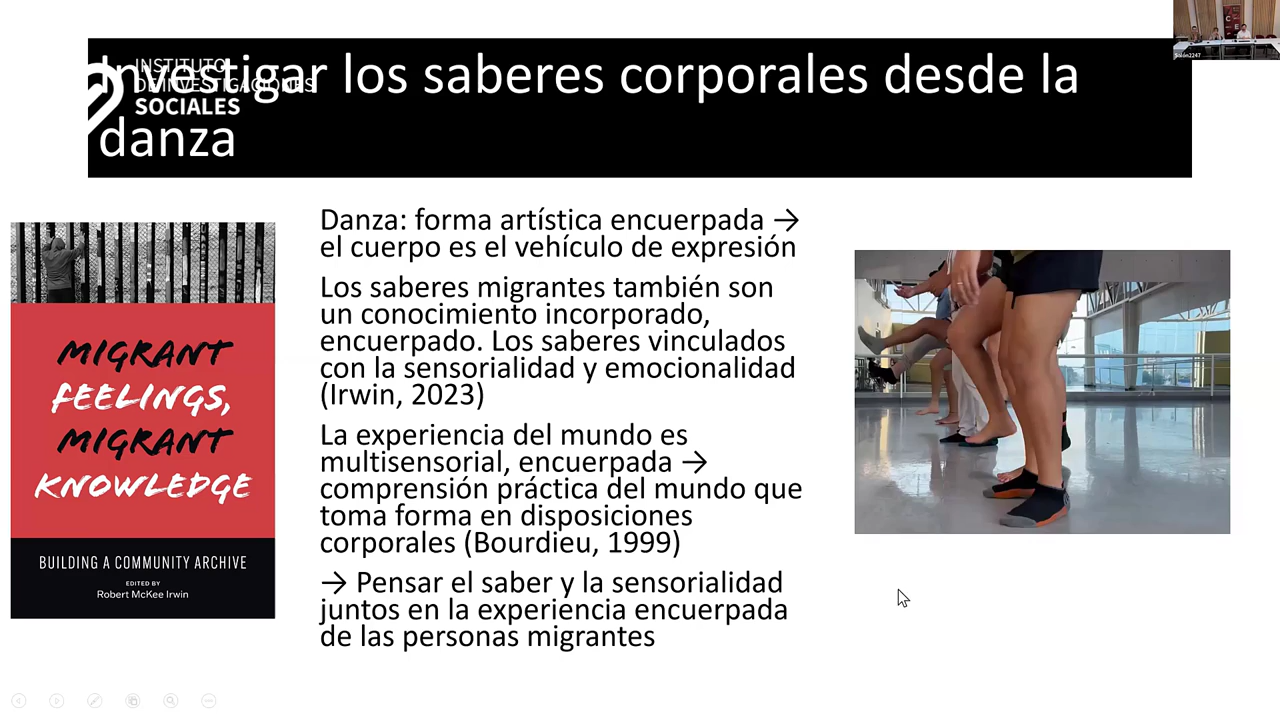 Investigar los saberes corporales desde la
danza
INSTITUTO
DE INVESTIGACIONES
SOCIALES
Danza: forma artística encuerpada →
el cuerpo es el vehículo de expresión
Los saberes migrantes también son
un conocimiento incorporado,
encuerpado. Los saberes vinculados
con la sensorialidad y emocionalidad
(Irwin, 2023)
La experiencia del mundo es
multisensorial, encuerpada →
comprensión práctica del mundo que
toma forma en disposiciones
corporales (Bourdieu, 1999)
→ Pensar el saber y la sensorialidad
juntos en la experiencia encuerpada
de las personas migrantes
MIGRANT
FEELINGS,
MIGRANT
KNOWLEDGE
BUILDING A COMMUNITY ARCHIVE
EDITED BY
Robert McKee Irwin